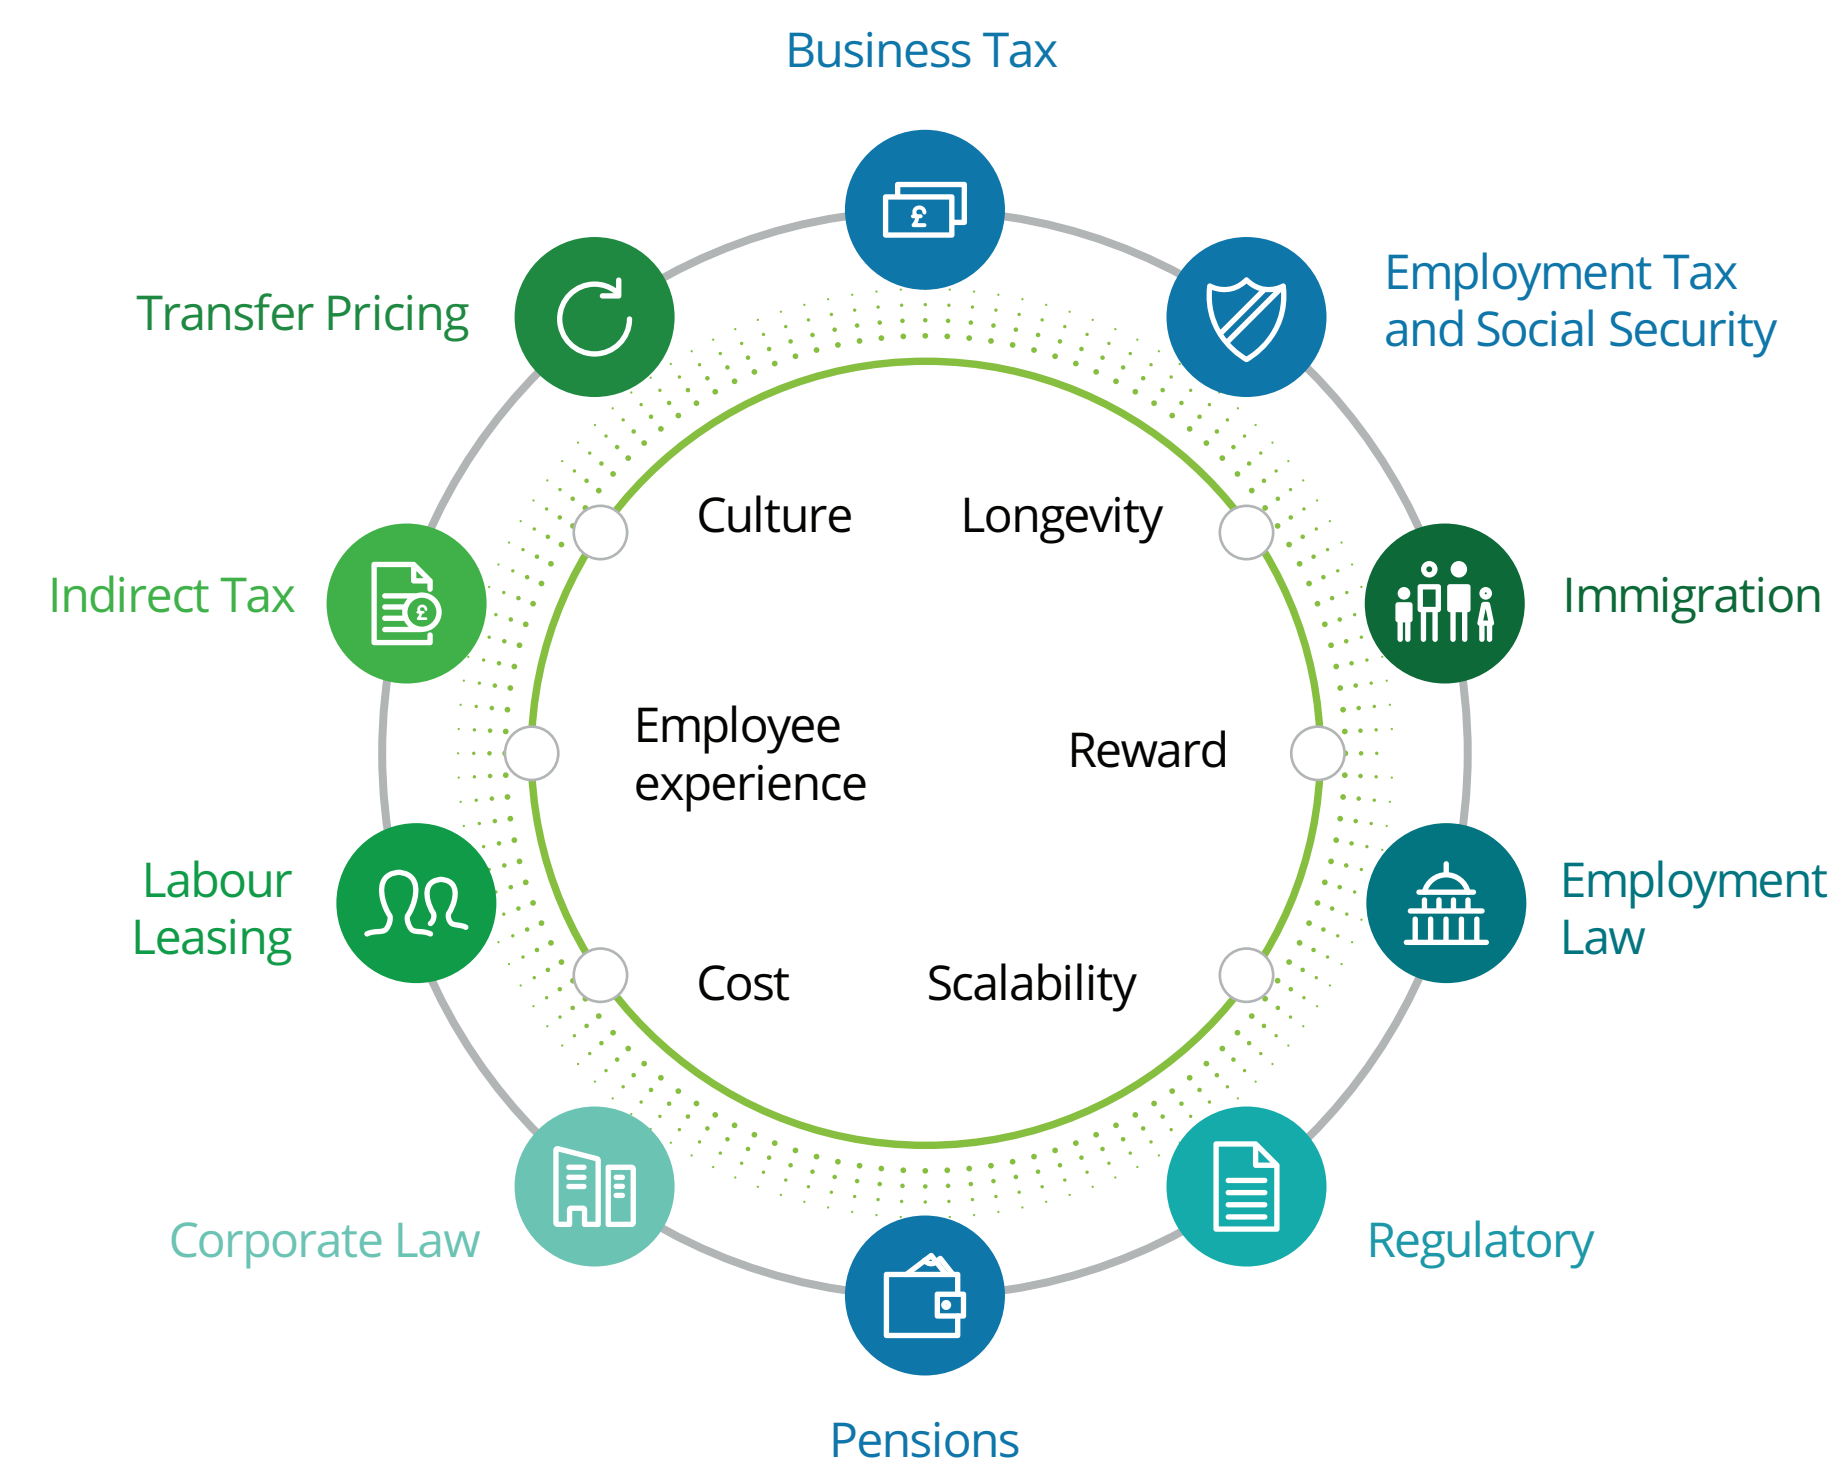 Business Tax
£
Employment Tax
and Social Security
Transfer Pricing
Culture
Longevity
Indirect Tax
£
Immigration
Employee
experience
Reward
Labour
Leasing
Employment
Law
Cost
Scalability
Corporate Law
Regulatory
Pensions